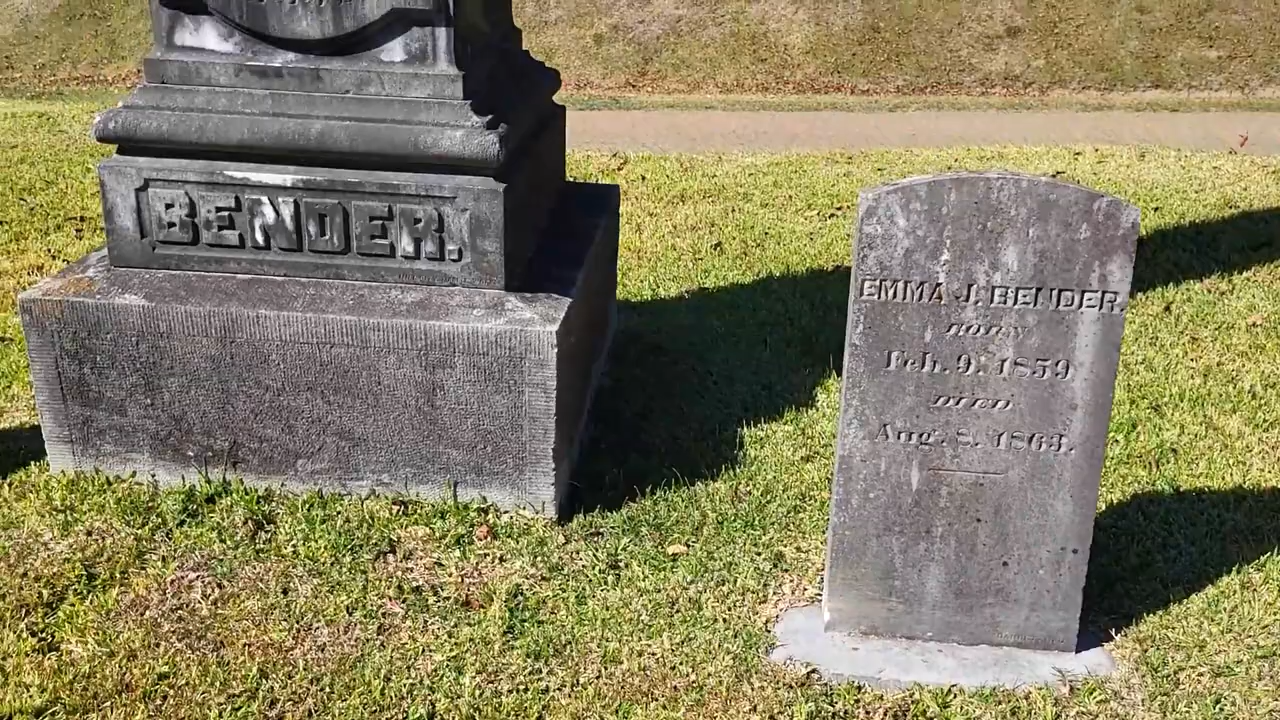 BENDER.
EMMA J. BENDER.
BORN
Feb. 9. 1859
DIED
Aug. 8. 1863.